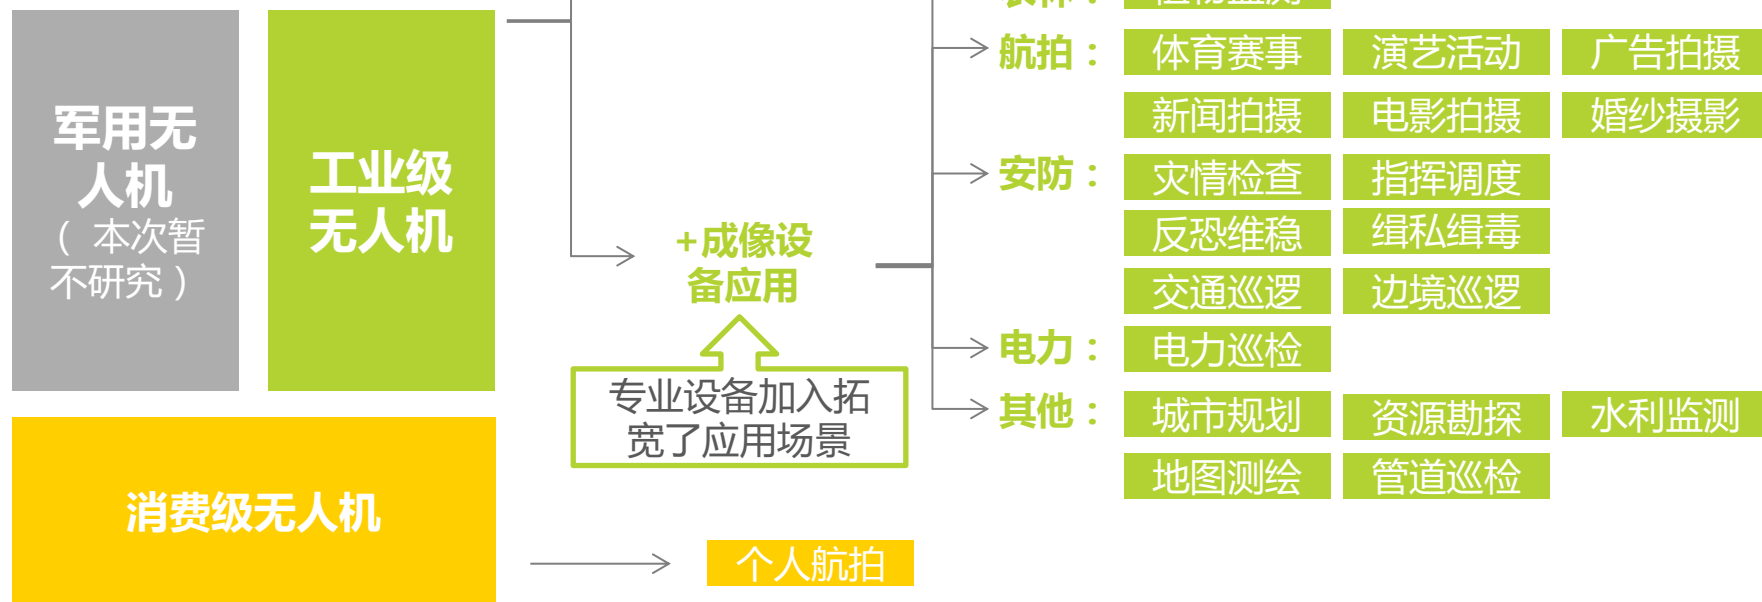 航拍： 体育赛事 演艺活动 广告拍摄
新闻拍摄 电影拍摄 婚纱摄影
安防： 灾情检查 指挥调度
反恐维稳 缉私缉毒
交通巡逻 边境巡逻
电力： 电力巡检
其他： 城市规划 资源勘探 水利监测
地图测绘 管道巡检
军用无
人机
（ 本次暂
不研究 ）
工业级
无人机
+成像设
备应用
专业设备加入拓
宽了应用场景
消费级无人机
个人航拍